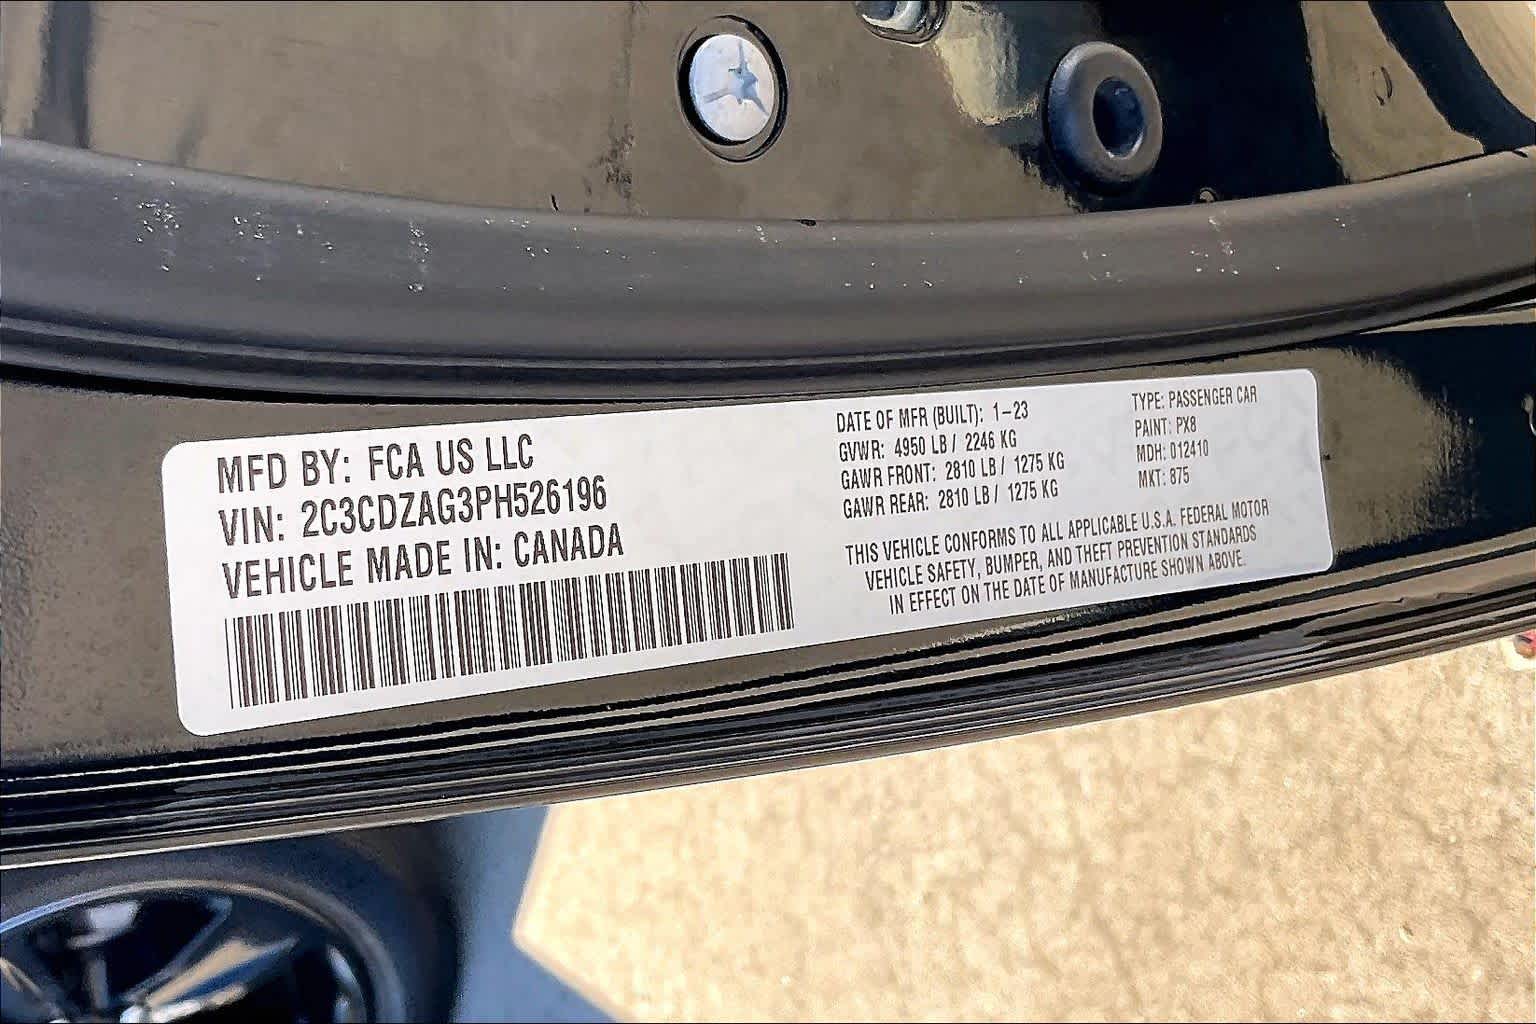 MFD BY: FCA US LLC
VIN: 2C3CDZAG3PH526196
VEHICLE MADE IN: CANADA
DATE OF MFR (BUILT): 1-23
GVWR: 4950 LB / 2246 KG
GAWR FRONT: 2810 LB / 1275 KG
GAWR REAR: 2810 LB / 1275 KG
TYPE: PASSENGER CAR
PAINT: PX8
MDH: 012410
MKT: 875
THIS VEHICLE CONFORMS TO ALL APPLICABLE U.S.A. FEDERAL MOTOR
VEHICLE SAFETY, BUMPER, AND THEFT PREVENTION STANDARDS
IN EFFECT ON THE DATE OF MANUFACTURE SHOWN ABOVE.